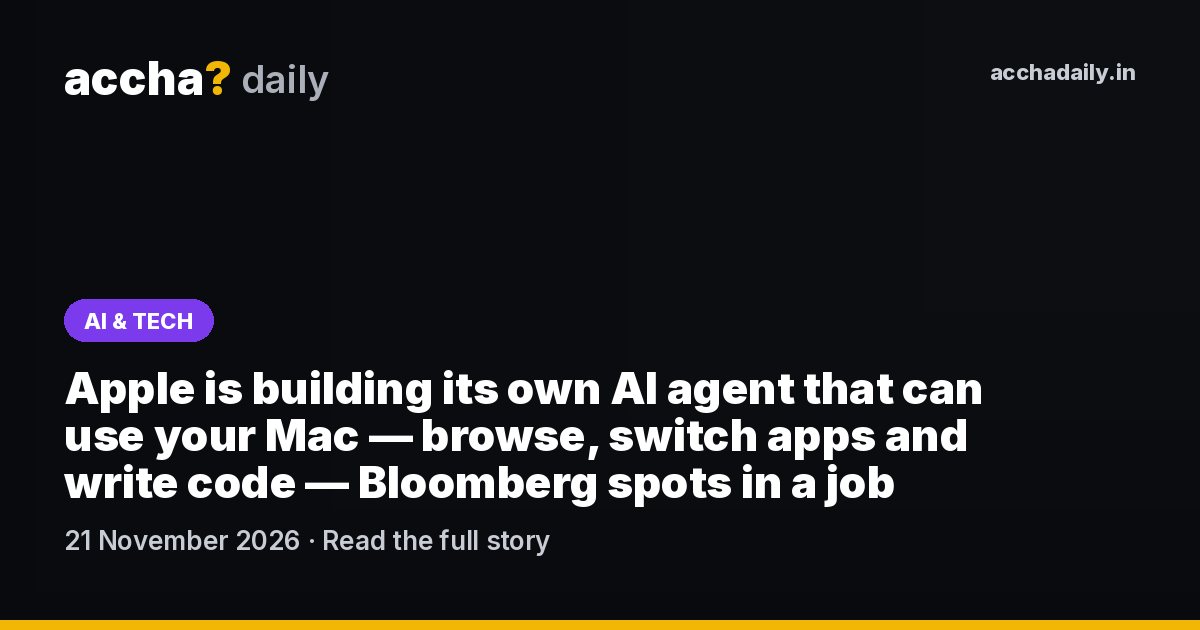 accha? daily
acchadaily.in
AI & TECH
Apple is building its own AI agent that can
use your Mac — browse, switch apps and
write code — Bloomberg spots in a job
21 November 2026 · Read the full story